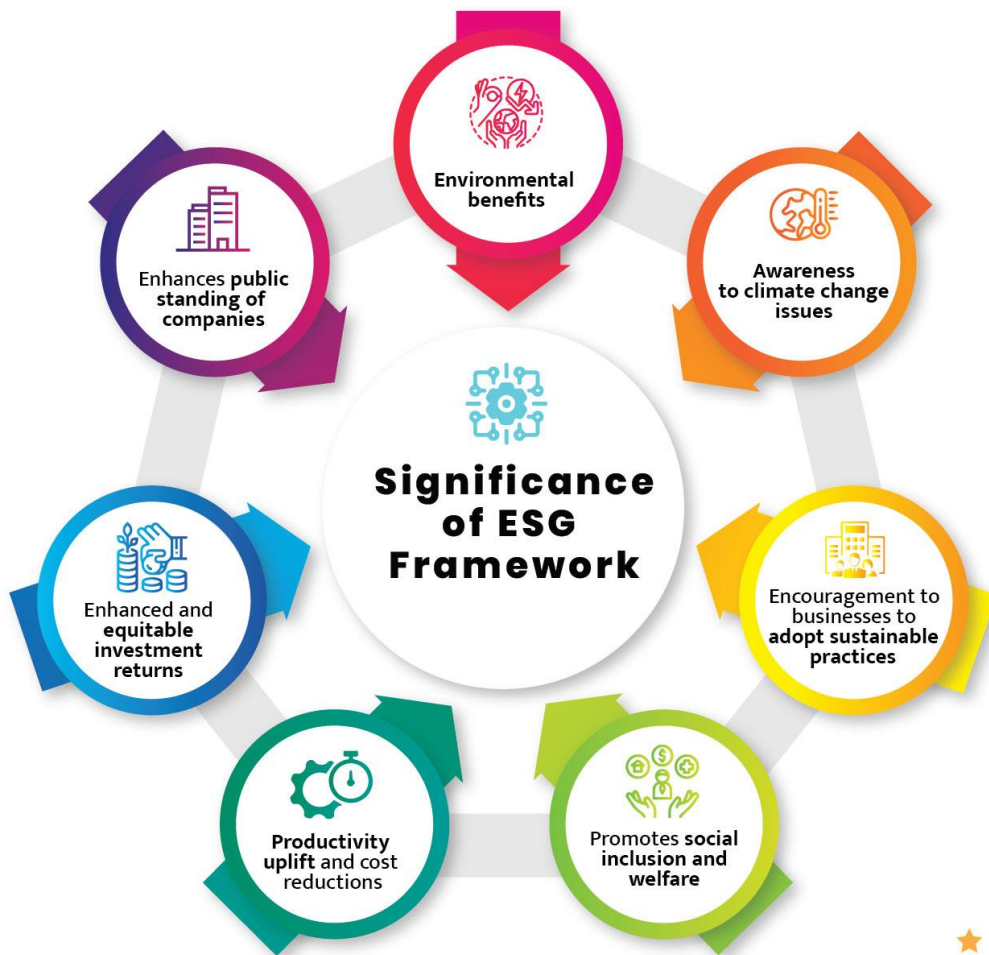 Environmental
benefits
Awareness
to climate change
issues
Encouragement to
businesses to
adopt sustainable
practices
Promotes social
inclusion and
welfare
Productivity
uplift and cost
reductions
Enhanced and
equitable
investment
returns
Enhances public
standing of
companies
Significance
of ESG
Framework
$